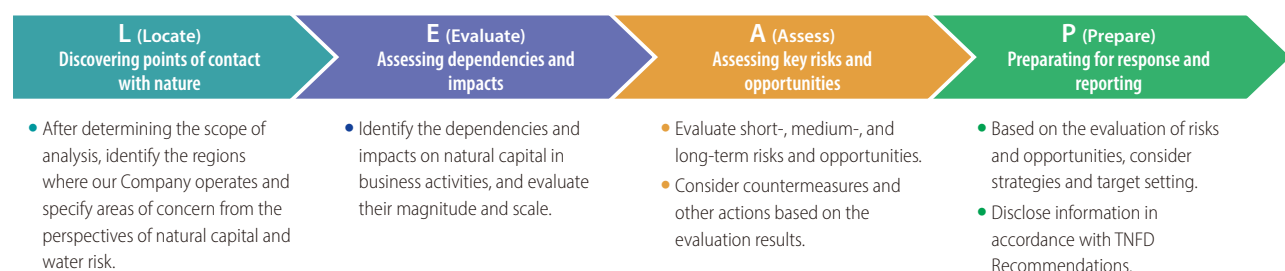 L (Locate)
Discovering points of contact
with nature
E (Evaluate)
Assessing dependencies and
impacts
A (Assess)
Assessing key risks and
opportunities
P (Prepare)
Preparating for response and
reporting
• After determining the scope of
analysis, identify the regions
where our Company operates and
specify areas of concern from the
perspectives of natural capital and
water risk.
• Identify the dependencies and
impacts on natural capital in
business activities, and evaluate
their magnitude and scale.
• Evaluate short-, medium-, and
long-term risks and opportunities.
• Consider countermeasures and
other actions based on the
evaluation results.
• Based on the evaluation of risks
and opportunities, consider
strategies and target setting.
• Disclose information in
accordance with TNFD
Recommendations.